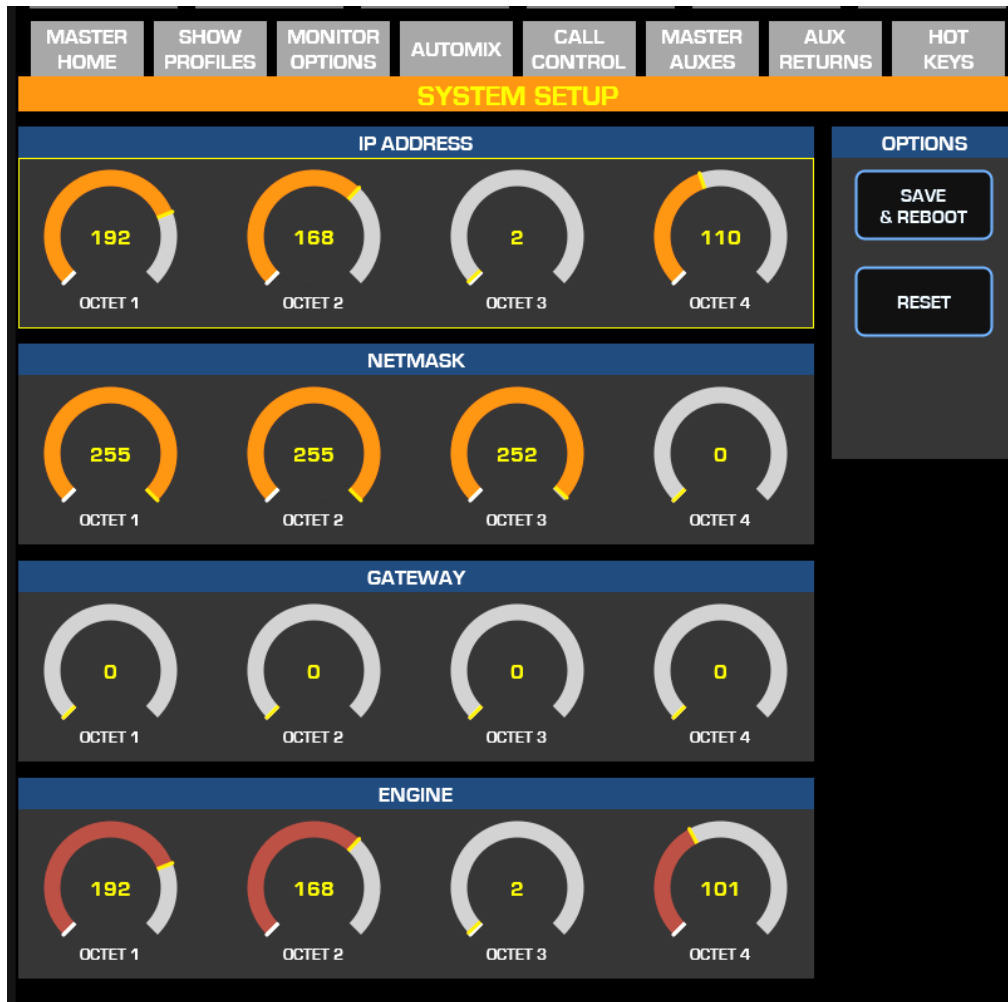 MASTER HOME
SHOW PROFILES
MONITOR OPTIONS
AUTOMIX
CALL CONTROL
MASTER AUXES
AUX RETURNS
HOT KEYS
SYSTEM SETUP
IP ADDRESS
192
168
2
110
OCTET 1
OCTET 2
OCTET 3
OCTET 4
OPTIONS
SAVE
& REBOOT
RESET
NETMASK
255
255
252
0
OCTET 1
OCTET 2
OCTET 3
OCTET 4
GATEWAY
0
0
0
0
OCTET 1
OCTET 2
OCTET 3
OCTET 4
ENGINE
192
168
2
101
OCTET 1
OCTET 2
OCTET 3
OCTET 4